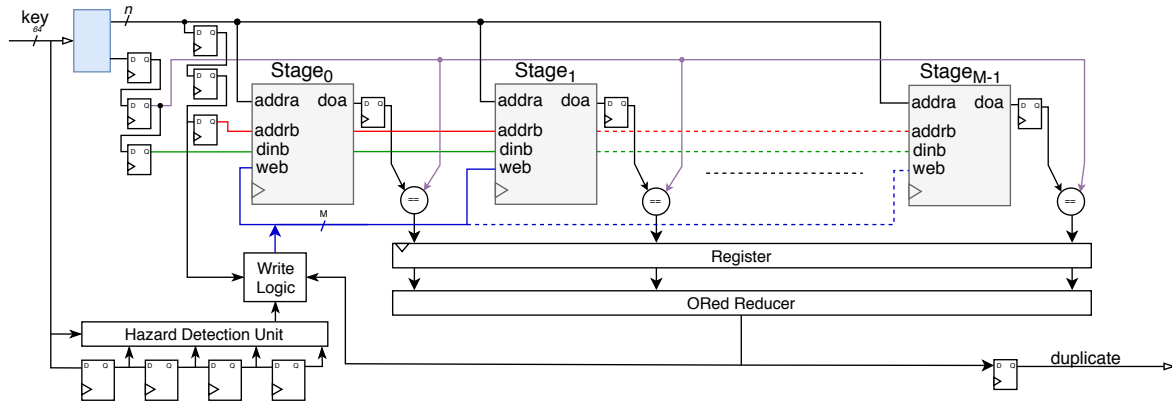 key
64
n
D Q
D Q
D Q
D Q
D Q
D Q
D Q
Stage0
addra doa
addrb
dinb
web
D Q
==
Stage1
addra doa
addrb
dinb
web
D Q
==
StageM-1
addra doa
addrb
dinb
web
D Q
==
M
Write
Logic
Register
ORed Reducer
Hazard Detection Unit
D Q
D Q
D Q
D Q
D Q
duplicate